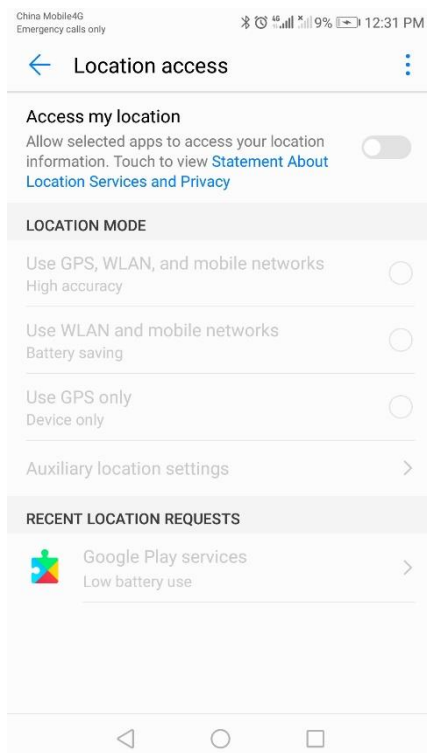 China Mobile4G
Emergency calls only
4G
9%
12:31 PM
Location access
Access my location
Allow selected apps to access your location
information. Touch to view Statement About
Location Services and Privacy
LOCATION MODE
Use GPS, WLAN, and mobile networks
High accuracy
Use WLAN and mobile networks
Battery saving
Use GPS only
Device only
Auxiliary location settings
RECENT LOCATION REQUESTS
Google Play services
Low battery use